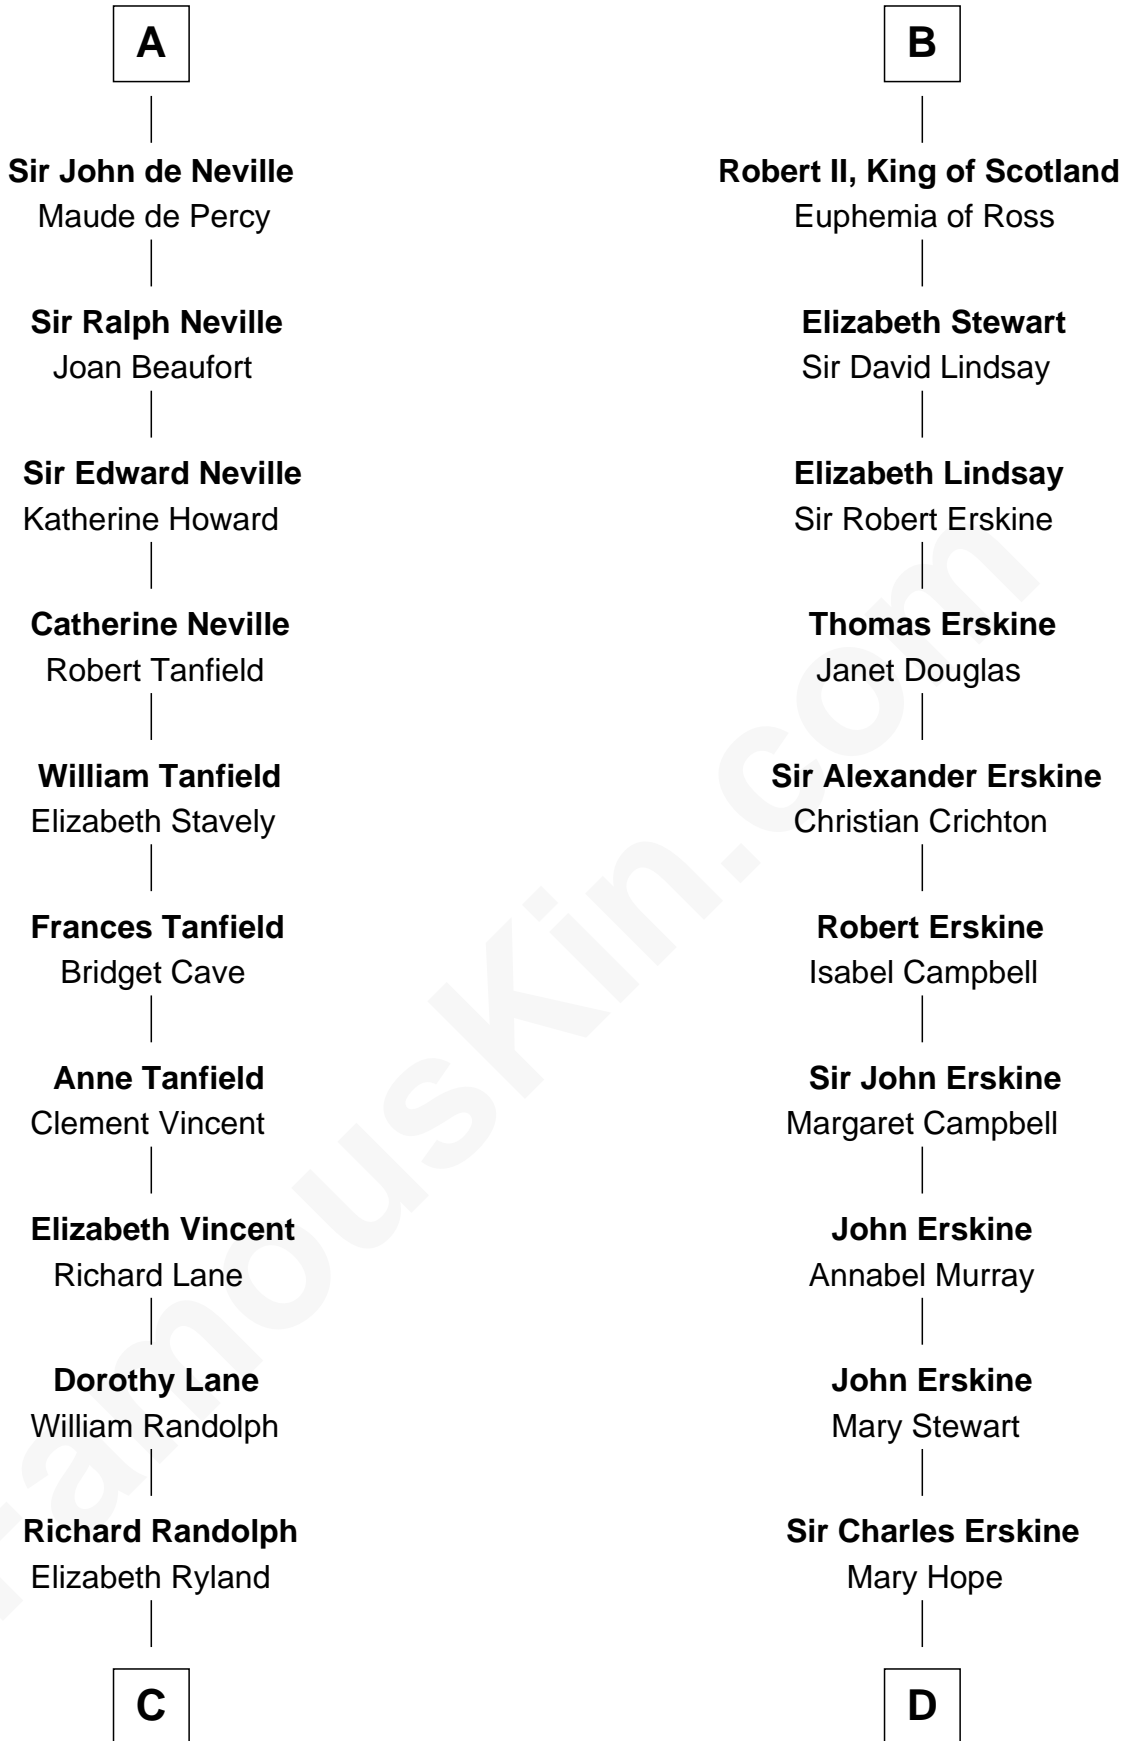 A
Sir John de Neville
Maude de Percy
Sir Ralph Neville
Joan Beaufort
Sir Edward Neville
Katherine Howard
Catherine Neville
Robert Tanfield
William Tanfield
Elizabeth Stavely
Frances Tanfield
Bridget Cave
Anne Tanfield
Clement Vincent
Elizabeth Vincent
Richard Lane
Dorothy Lane
William Randolph
Richard Randolph
Elizabeth Ryland
C
B
Robert II, King of Scotland
Euphemia of Ross
Elizabeth Stewart
Sir David Lindsay
Elizabeth Lindsay
Sir Robert Erskine
Thomas Erskine
Janet Douglas
Sir Alexander Erskine
Christian Crichton
Robert Erskine
Isabel Campbell
Sir John Erskine
Margaret Campbell
John Erskine
Annabel Murray
John Erskine
Mary Stewart
Sir Charles Erskine
Mary Hope
D
FamousKin.com